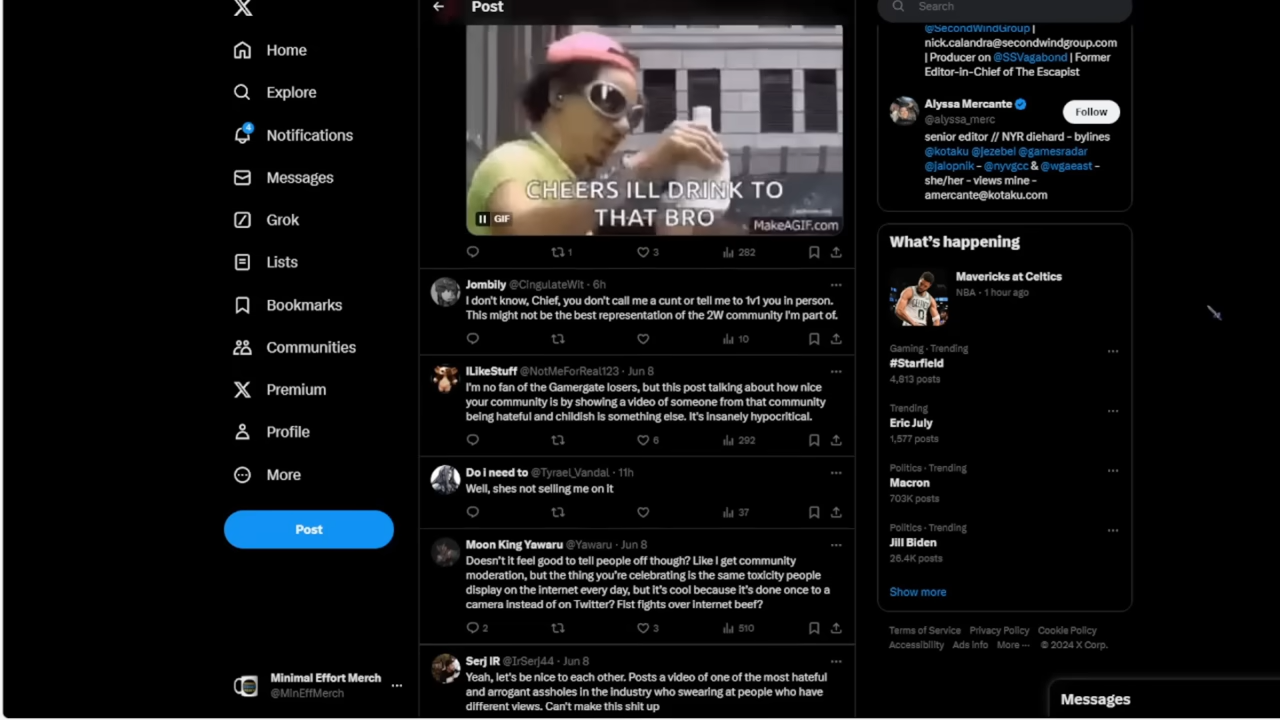 Home
Explore
4
Notifications
Messages
Grok
Lists
Bookmarks
Communities
Premium
Profile
More
Post
Minimal Effort Merch
@MinEffMerch
Post
CHEERS ILL DRINK TO
THAT BRO
GIF
MakeAGIF.com
1
3
282
Jombily @CingulateWit · 6h
I don't know, Chief, you don't call me a cunt or tell me to 1v1 you in person.
This might not be the best representation of the 2W community I'm part of.
10
ILikeStuff @NotMeForReal123 · Jun 8
I'm no fan of the Gamergate losers, but this post talking about how nice
your community is by showing a video of someone from that community
being hateful and childish is something else. It's insanely hypocritical.
6
292
Do i need to @Tyrael_Vandal · 11h
Well, shes not selling me on it
37
Moon King Yawaru @Yawaru · Jun 8
Doesn't it feel good to tell people off though? Like I get community
moderation, but the thing you're celebrating is the same toxicity people
display on the internet every day, but it's cool because it's done once to a
camera instead of on Twitter? Fist fights over internet beef?
2
3
510
Serj IR @IrSerj44 · Jun 8
Yeah, let's be nice to each other. Posts a video of one of the most hateful
and arrogant assholes in the industry who swearing at people who have
different views. Can't make this shit up
Search
@SecondWindGroup |
nick.calandra@secondwindgroup.com
| Producer on @SSVagabond | Former
Editor-in-Chief of The Escapist
Alyssa Mercante
@alyssa_merc
Follow
senior editor // NYR diehard - bylines
@kotaku @jezebel @gamesradar
@jalopnik - @nyvgcc & @wgaeast -
she/her - views mine -
amercante@kotaku.com
What's happening
Mavericks at Celtics
NBA · 1 hour ago
Gaming · Trending
#Starfield
4,813 posts
Trending
Eric July
1,577 posts
Politics · Trending
Macron
703K posts
Politics · Trending
Jill Biden
26.4K posts
Show more
Terms of Service Privacy Policy Cookie Policy
Accessibility Ads info More ··· © 2024 X Corp.
Messages